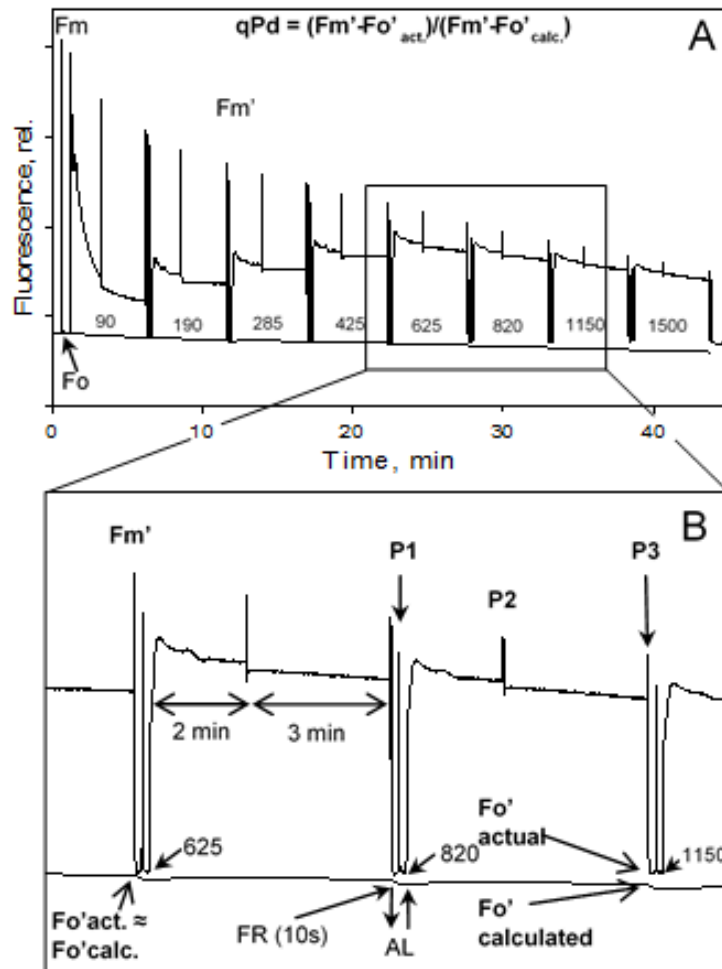 Fm
qPd = (Fm’-Fo’act.)/(Fm’-Fo’calc.)
A
Fm’
Fluorescence, rel.
90 190 285 425 625 820 1150 1500
Fo
0 10 20 30 40
Time, min
B
Fm’
P1
P3
P2
2 min
3 min
Fo’
actual
625
820
1150
Fo’act. ≈
Fo’calc.
FR (10s)
AL
Fo’
calculated